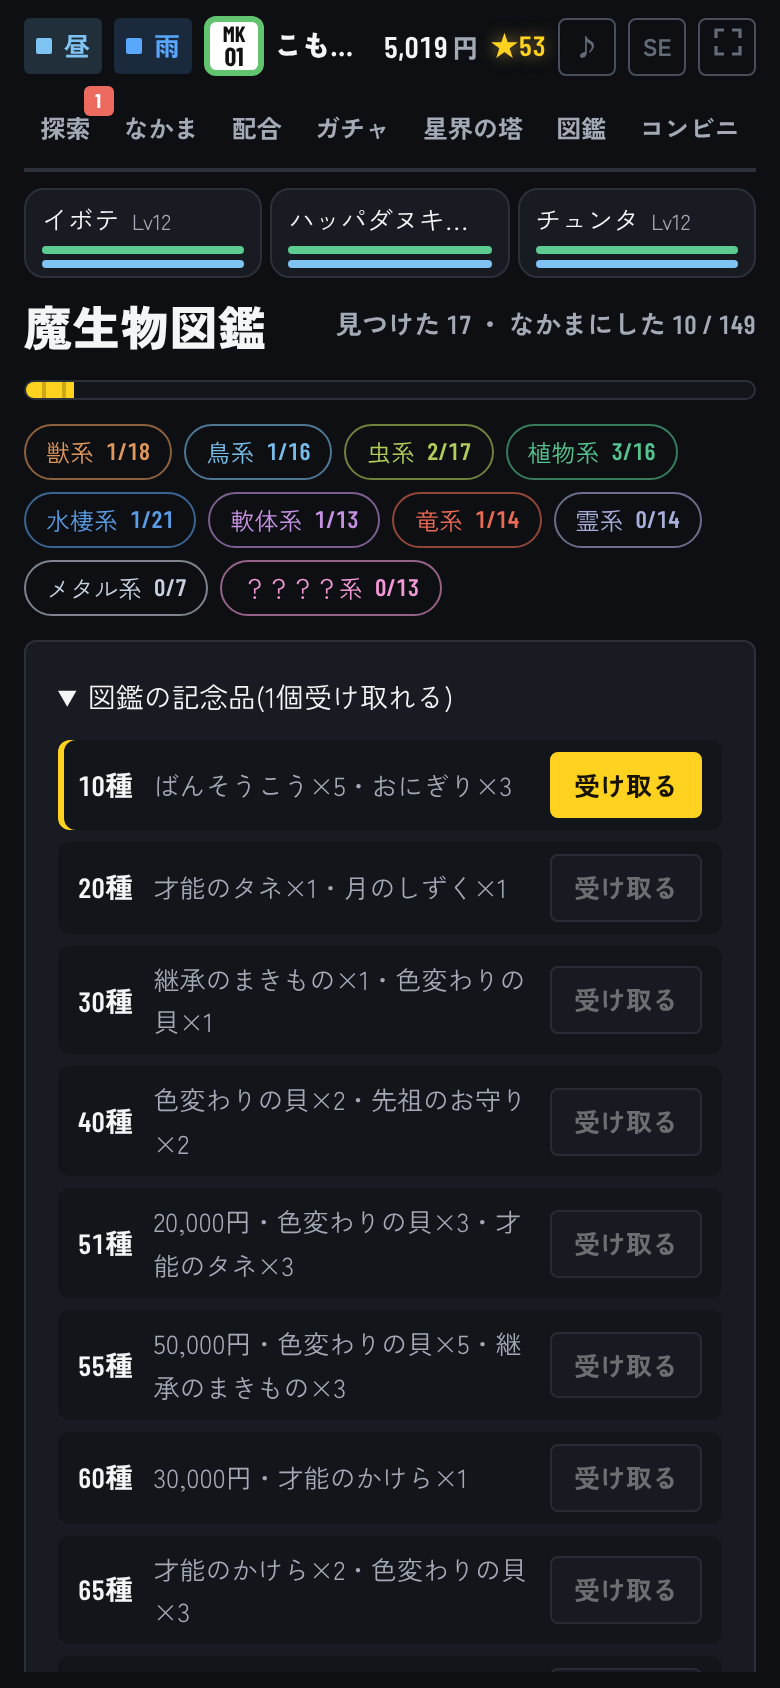 昼 雨 MK 01 こも... 5,019円 ★53 ♪ SE
1
探索 なかま 配合 ガチャ 星界の塔 図鑑 コンビニ
イボテ Lv12 ハッパダヌキ... チュンタ Lv12
魔生物図鑑 見つけた 17 ・ なかまにした 10 / 149
獣系 1/18 鳥系 1/16 虫系 2/17 植物系 3/16
水棲系 1/21 軟体系 1/13 竜系 1/14 霊系 0/14
メタル系 0/7 ？？？？系 0/13
▼ 図鑑の記念品(1個受け取れる)
10種 ばんそうこう×5・おにぎり×3 受け取る
20種 才能のタネ×1・月のしずく×1 受け取る
30種 継承のまきもの×1・色変わりの
貝×1 受け取る
40種 色変わりの貝×2・先祖のお守り
×2 受け取る
51種 20,000円・色変わりの貝×3・才
能のタネ×3 受け取る
55種 50,000円・色変わりの貝×5・継
承のまきもの×3 受け取る
60種 30,000円・才能のかけら×1 受け取る
65種 才能のかけら×2・色変わりの貝
×3 受け取る